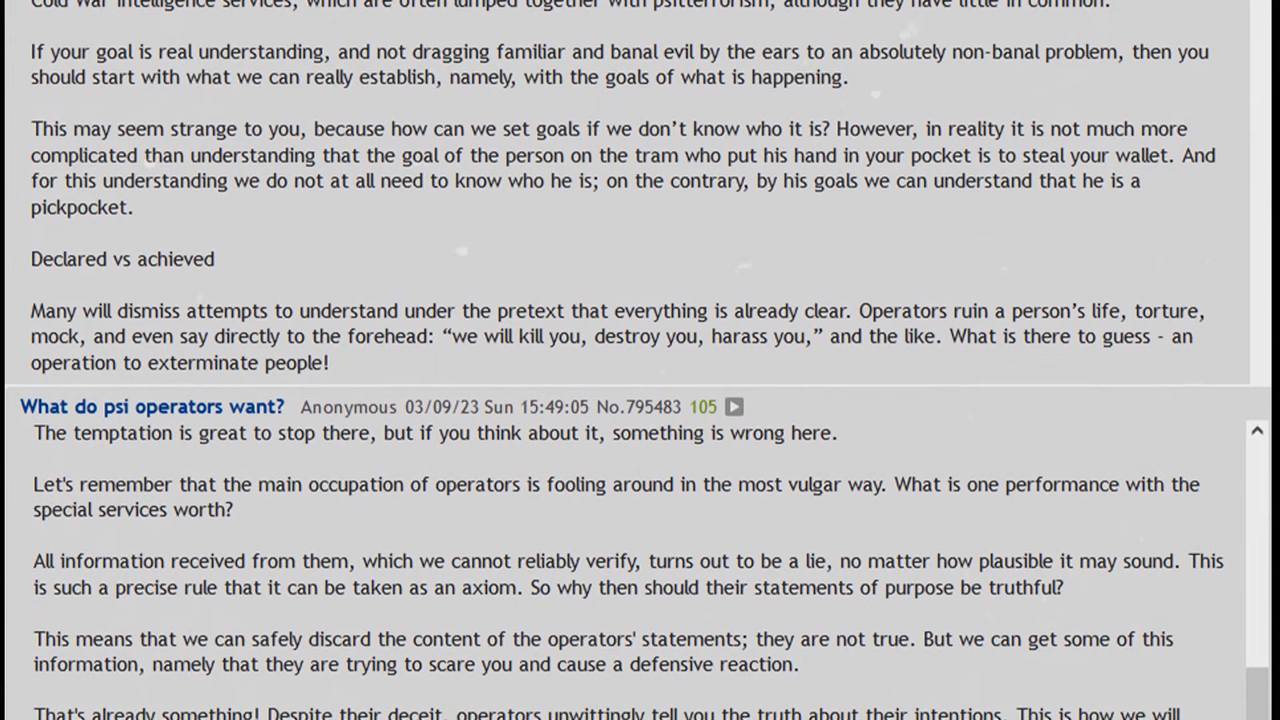 Cold War intelligence services, which are often lumped together with psitterrorism, although they have little in common.
If your goal is real understanding, and not dragging familiar and banal evil by the ears to an absolutely non-banal problem, then you
should start with what we can really establish, namely, with the goals of what is happening.
This may seem strange to you, because how can we set goals if we don’t know who it is? However, in reality it is not much more
complicated than understanding that the goal of the person on the tram who put his hand in your pocket is to steal your wallet. And
for this understanding we do not at all need to know who he is; on the contrary, by his goals we can understand that he is a
pickpocket.
Declared vs achieved
Many will dismiss attempts to understand under the pretext that everything is already clear. Operators ruin a person’s life, torture,
mock, and even say directly to the forehead: “we will kill you, destroy you, harass you,” and the like. What is there to guess - an
operation to exterminate people!
What do psi operators want? Anonymous 03/09/23 Sun 15:49:05 No.795483 105
The temptation is great to stop there, but if you think about it, something is wrong here.
Let's remember that the main occupation of operators is fooling around in the most vulgar way. What is one performance with the
special services worth?
All information received from them, which we cannot reliably verify, turns out to be a lie, no matter how plausible it may sound. This
is such a precise rule that it can be taken as an axiom. So why then should their statements of purpose be truthful?
This means that we can safely discard the content of the operators' statements; they are not true. But we can get some of this
information, namely that they are trying to scare you and cause a defensive reaction.
That's already something! Despite their deceit, operators unwittingly tell you the truth about their intentions. This is how we will